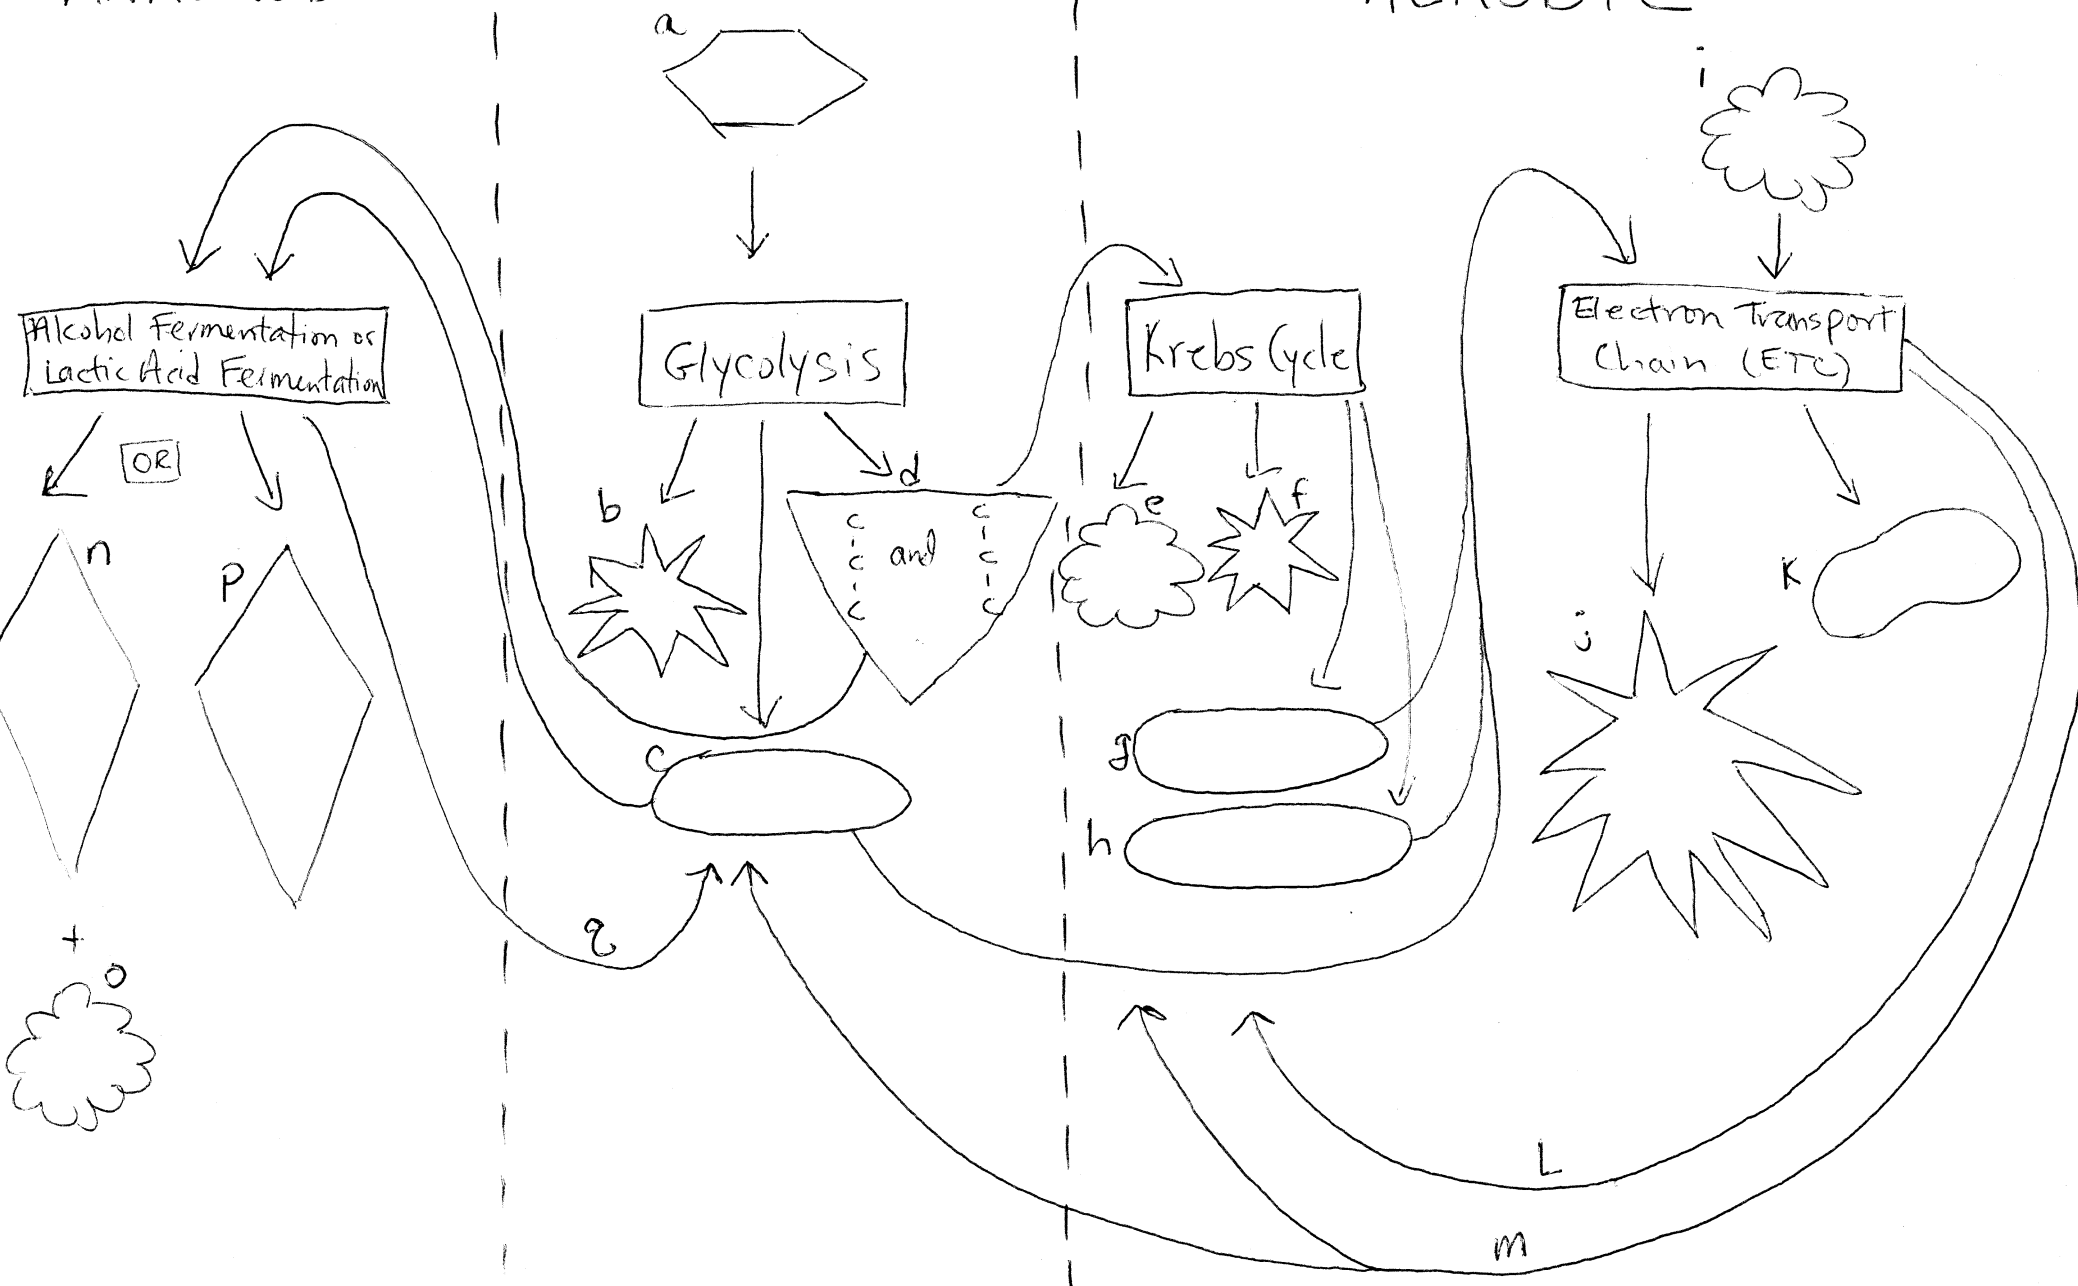 a
i
Alcohol Fermentation or
Lactic Acid Fermentation
Glycolysis
Krebs Cycle
Electron Transport
Chain (ETC)
OR
n
p
b
d
C C
C and C
C C
e
f
K
j
c
g
h
+
o
q
L
m